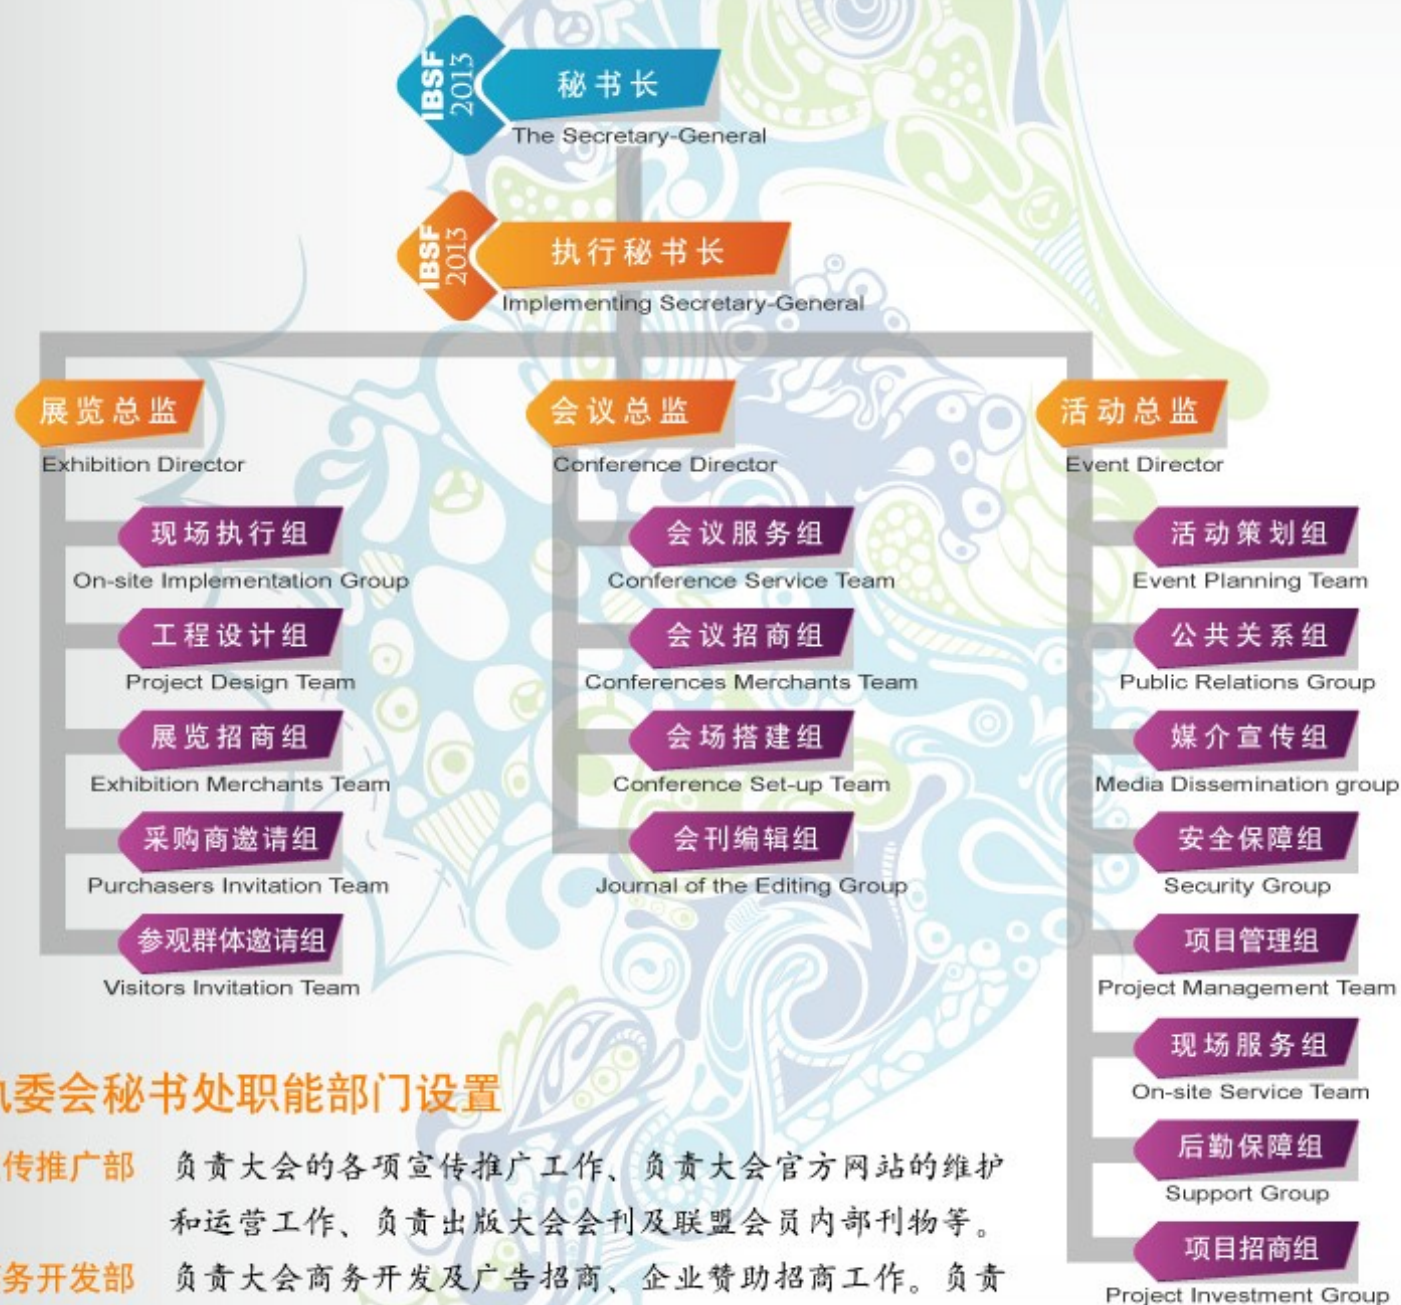 IBSF
2013
秘书长
The Secretary-General
IBSF
2013
执行秘书长
Implementing Secretary-General
展览总监
Exhibition Director
现场执行组
On-site Implementation Group
工程设计组
Project Design Team
展览招商组
Exhibition Merchants Team
采购商邀请组
Purchasers Invitation Team
参观群体邀请组
Visitors Invitation Team
会议总监
Conference Director
会议服务组
Conference Service Team
会议招商组
Conferences Merchants Team
会场搭建组
Conference Set-up Team
会刊编辑组
Journal of the Editing Group
活动总监
Event Director
活动策划组
Event Planning Team
公共关系组
Public Relations Group
媒介宣传组
Media Dissemination group
安全保障组
Security Group
项目管理组
Project Management Team
现场服务组
On-site Service Team
后勤保障组
Support Group
项目招商组
Project Investment Group
委会秘书处职能部门设置
传推广部 负责大会的各项宣传推广工作、负责大会官方网站的维护
和运营工作、负责出版大会会刊及联盟会员内部刊物等。
务开发部 负责大会商务开发及广告招商、企业赞助招商工作。负责